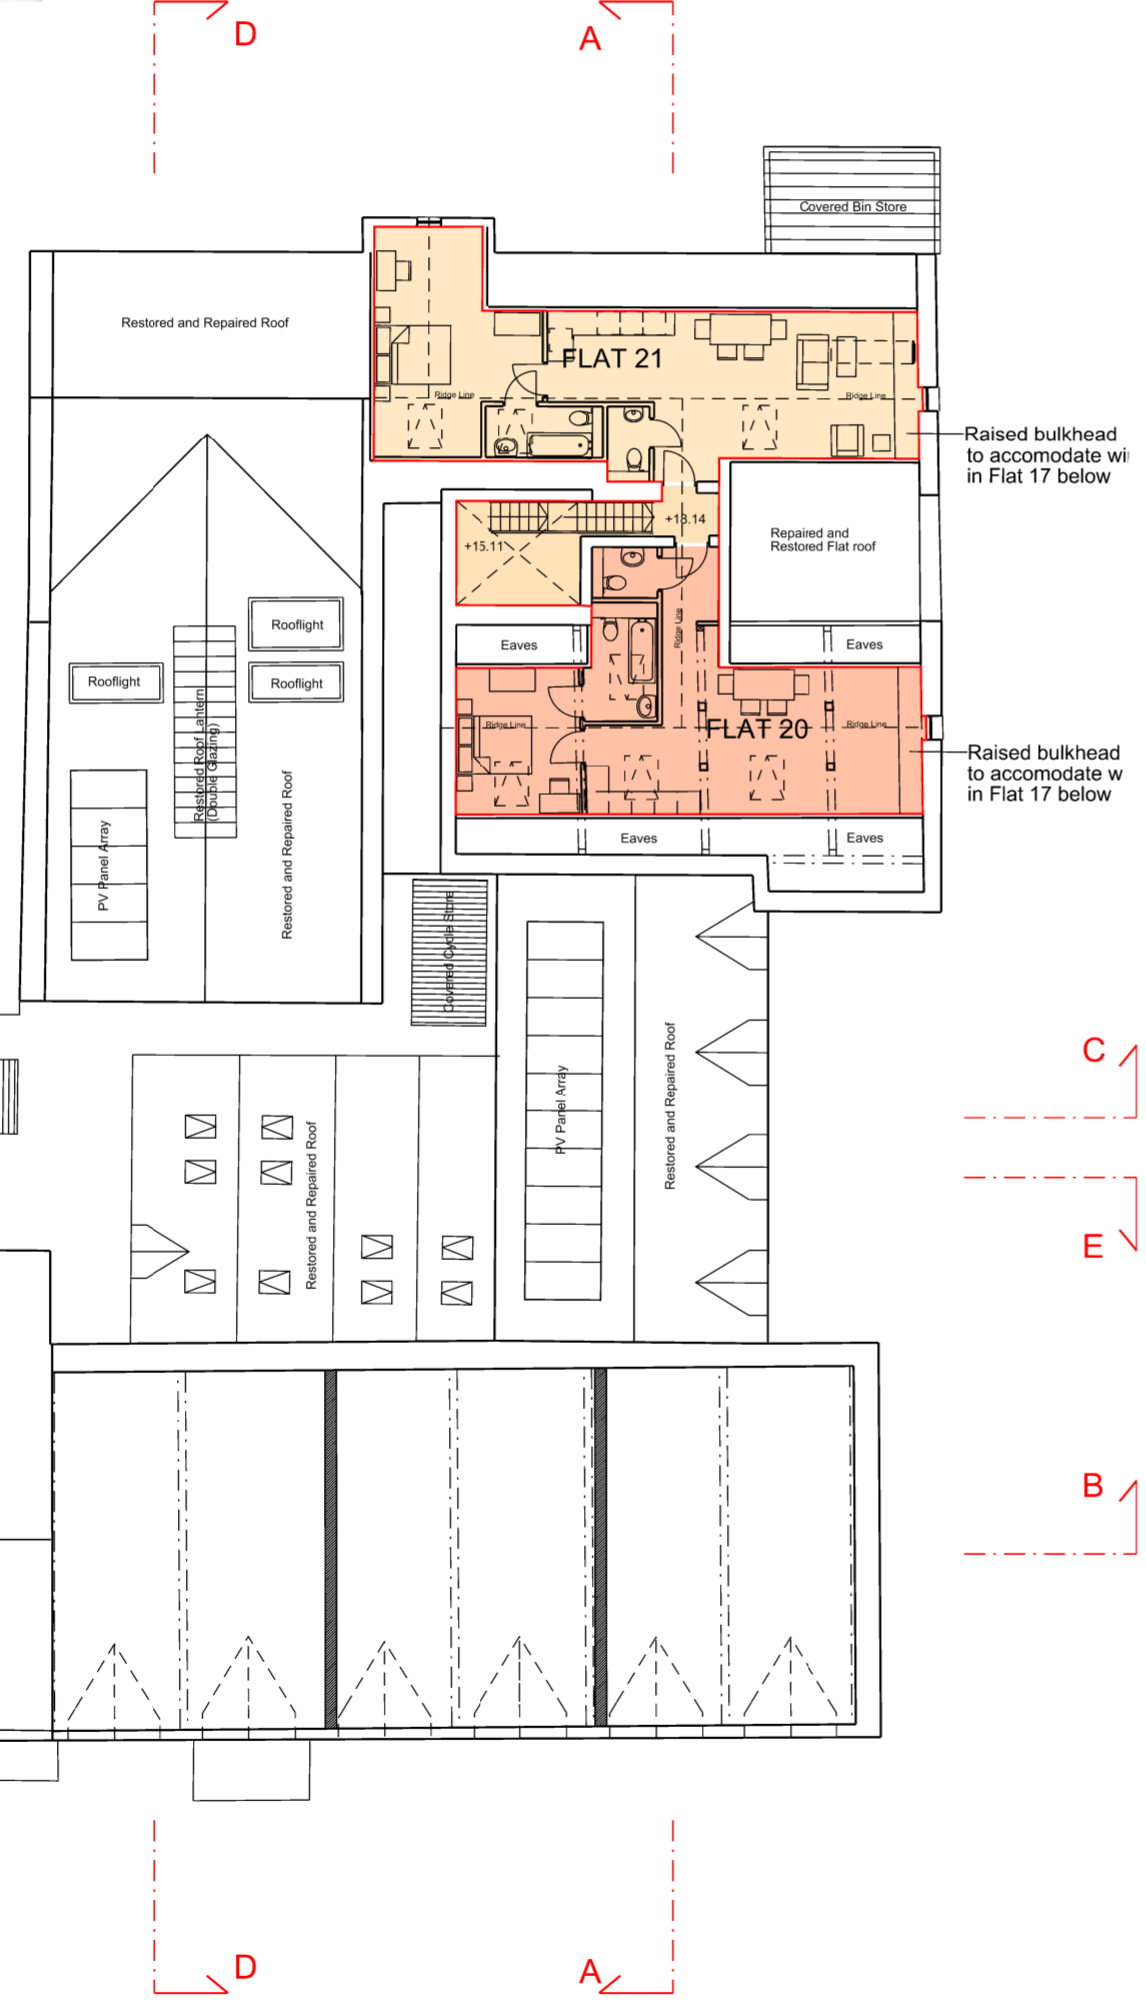 D
A
Covered Bin Store
Restored and Repaired Roof
FLAT 21
Ridge Line
Ridge Line
Raised bulkhead
to accomodate
in Flat 17 below
+18.14
+15.11
Repaired and
Restored Flat roof
Rooflight
Rooflight
Rooflight
Eaves
Ridge Line
Eaves
Restored Roof Lantern
(Double Glazing)
Ridge Line
FLAT 20
Ridge Line
Raised bulkhead
to accomodate w
in Flat 17 below
PV Panel Array
Restored and Repaired Roof
Eaves
Eaves
Covered Cycle Store
PV Panel Array
Restored and Repaired Roof
Restored and Repaired Roof
C
E
B
D
A